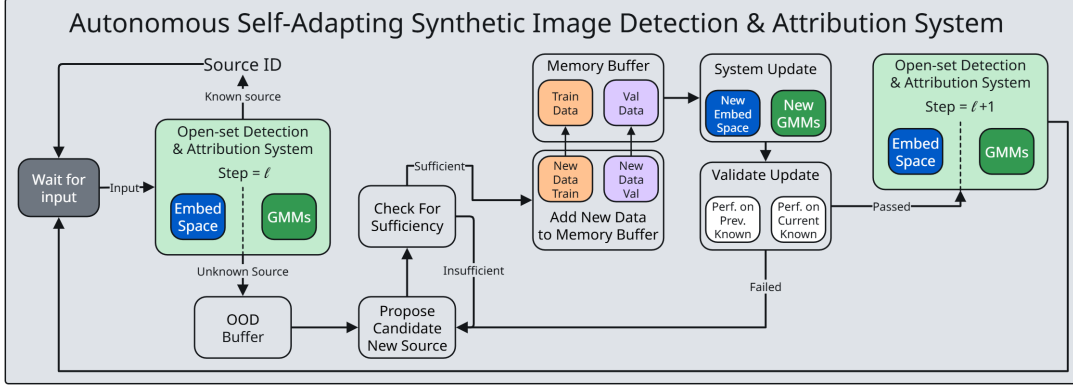 Autonomous Self-Adapting Synthetic Image Detection & Attribution System
Source ID
Known source
Open-set Detection
& Attribution System
Step = ℓ
Embed
Space
GMMs
Wait for
input
Input
Unknown Source
OOD
Buffer
Propose
Candidate
New Source
Check For
Sufficiency
Sufficient
Insufficient
Memory Buffer
Train
Data
Val
Data
New
Data
Train
New
Data
Val
Add New Data
to Memory Buffer
System Update
New
Embed
Space
New
GMMs
Validate Update
Perf. on
Prev.
Known
Perf. on
Current
Known
Passed
Failed
Open-set Detection
& Attribution System
Step = ℓ+1
Embed
Space
GMMs